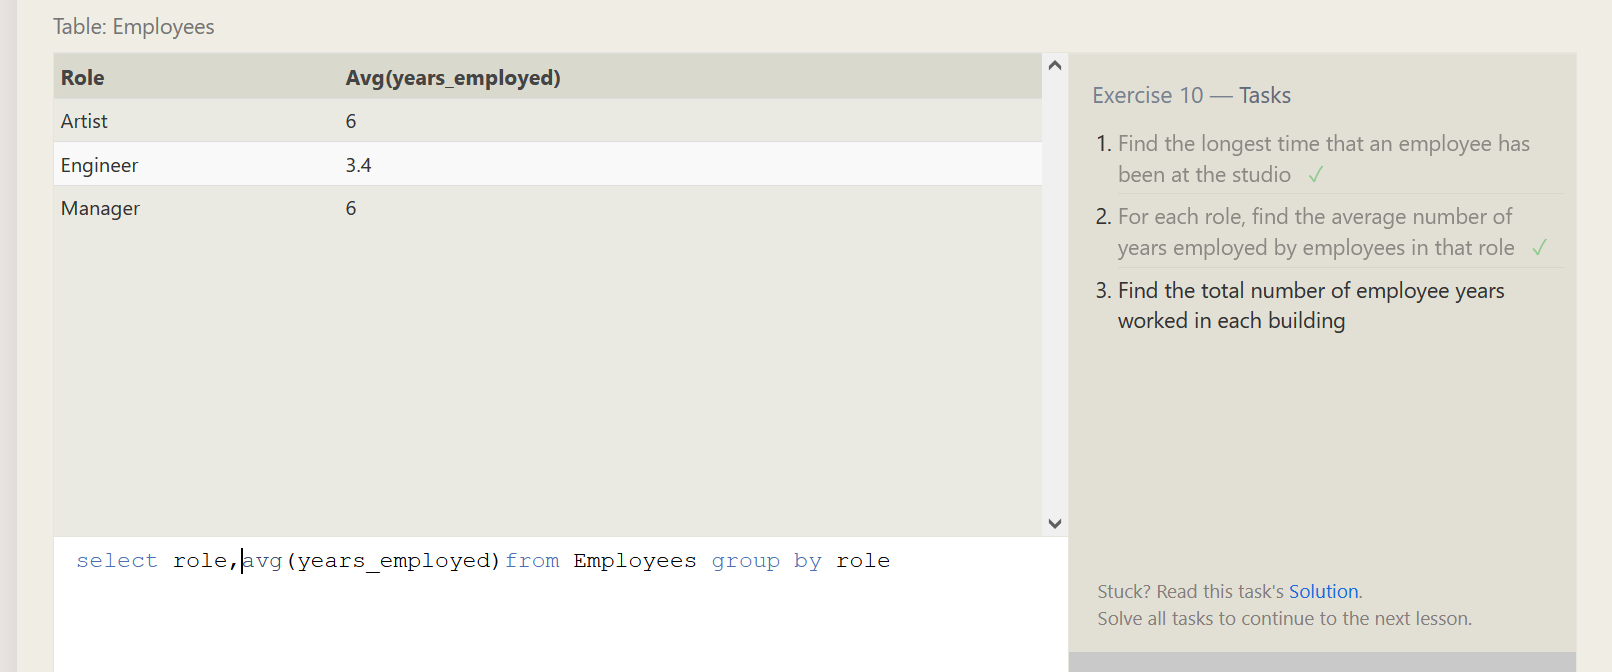 Table: Employees
Role Avg(years_employed)
Artist 6
Engineer 3.4
Manager 6
select role,avg(years_employed)from Employees group by role
Exercise 10 — Tasks
1. Find the longest time that an employee has
been at the studio ✓
2. For each role, find the average number of
years employed by employees in that role ✓
3. Find the total number of employee years
worked in each building
Stuck? Read this task's Solution.
Solve all tasks to continue to the next lesson.